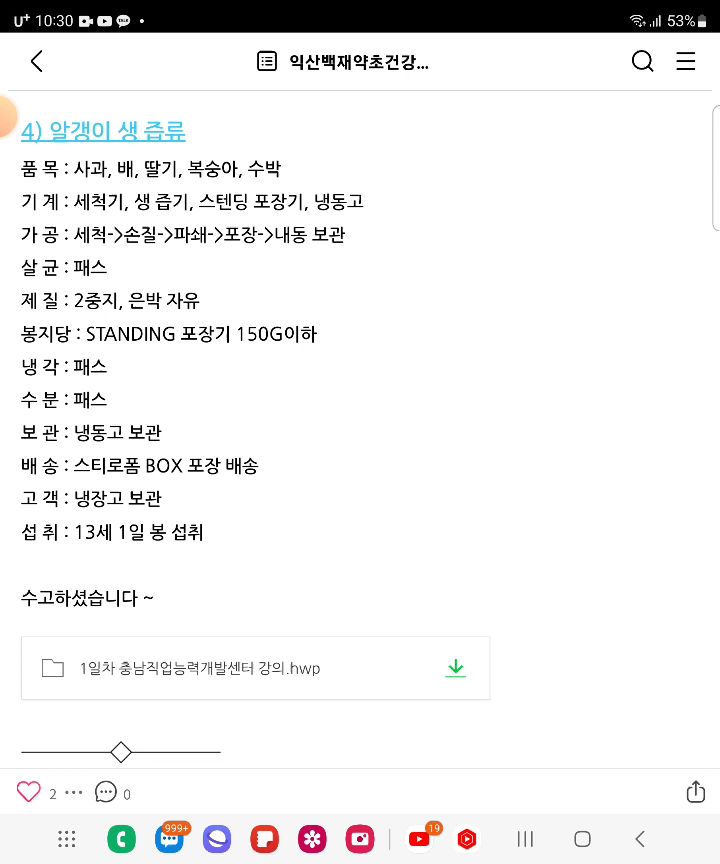 U+ 10:30 53%
익산백재약초건강...
4) 알갱이 생 즙류
품 목 : 사과, 배, 딸기, 복숭아, 수박
기 계 : 세척기, 생 즙기, 스텐딩 포장기, 냉동고
가 공 : 세척->손질->파쇄->포장->내동 보관
살 균 : 패스
제 질 : 2중지, 은박 자유
봉지당 : STANDING 포장기 150G이하
냉 각 : 패스
수 분 : 패스
보 관 : 냉동고 보관
배 송 : 스티로폼 BOX 포장 배송
고 객 : 냉장고 보관
섭 취 : 13세 1일 봉 섭취
수고하셨습니다 ~
1일차 충남직업능력개발센터 강의.hwp
2 0
999+ 19